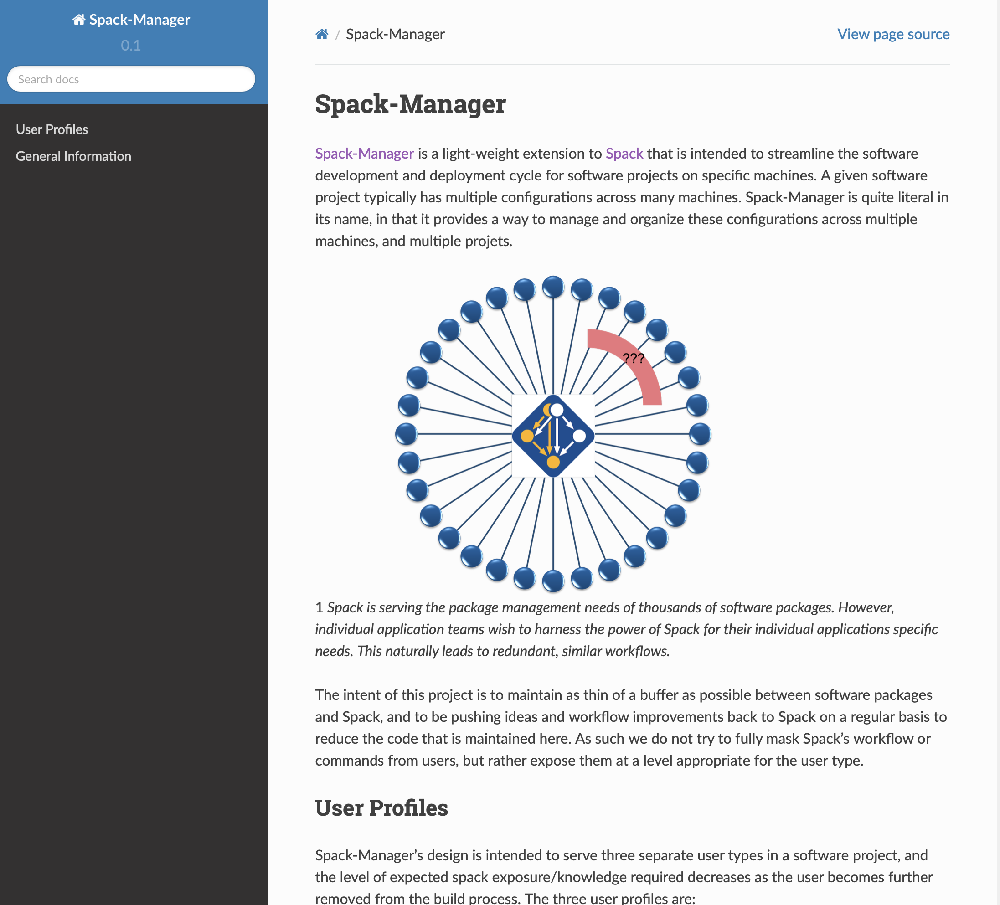 Spack-Manager
0.1
Search docs
User Profiles
General Information
/ Spack-Manager
View page source
Spack-Manager
Spack-Manager is a light-weight extension to Spack that is intended to streamline the software
development and deployment cycle for software projects on specific machines. A given software
project typically has multiple configurations across many machines. Spack-Manager is quite literal in
its name, in that it provides a way to manage and organize these configurations across multiple
machines, and multiple projets.
???
1 Spack is serving the package management needs of thousands of software packages. However,
individual application teams wish to harness the power of Spack for their individual applications specific
needs. This naturally leads to redundant, similar workflows.
The intent of this project is to maintain as thin of a buffer as possible between software packages
and Spack, and to be pushing ideas and workflow improvements back to Spack on a regular basis to
reduce the code that is maintained here. As such we do not try to fully mask Spack’s workflow or
commands from users, but rather expose them at a level appropriate for the user type.
User Profiles
Spack-Manager’s design is intended to serve three separate user types in a software project, and
the level of expected spack exposure/knowledge required decreases as the user becomes further
removed from the build process. The three user profiles are: